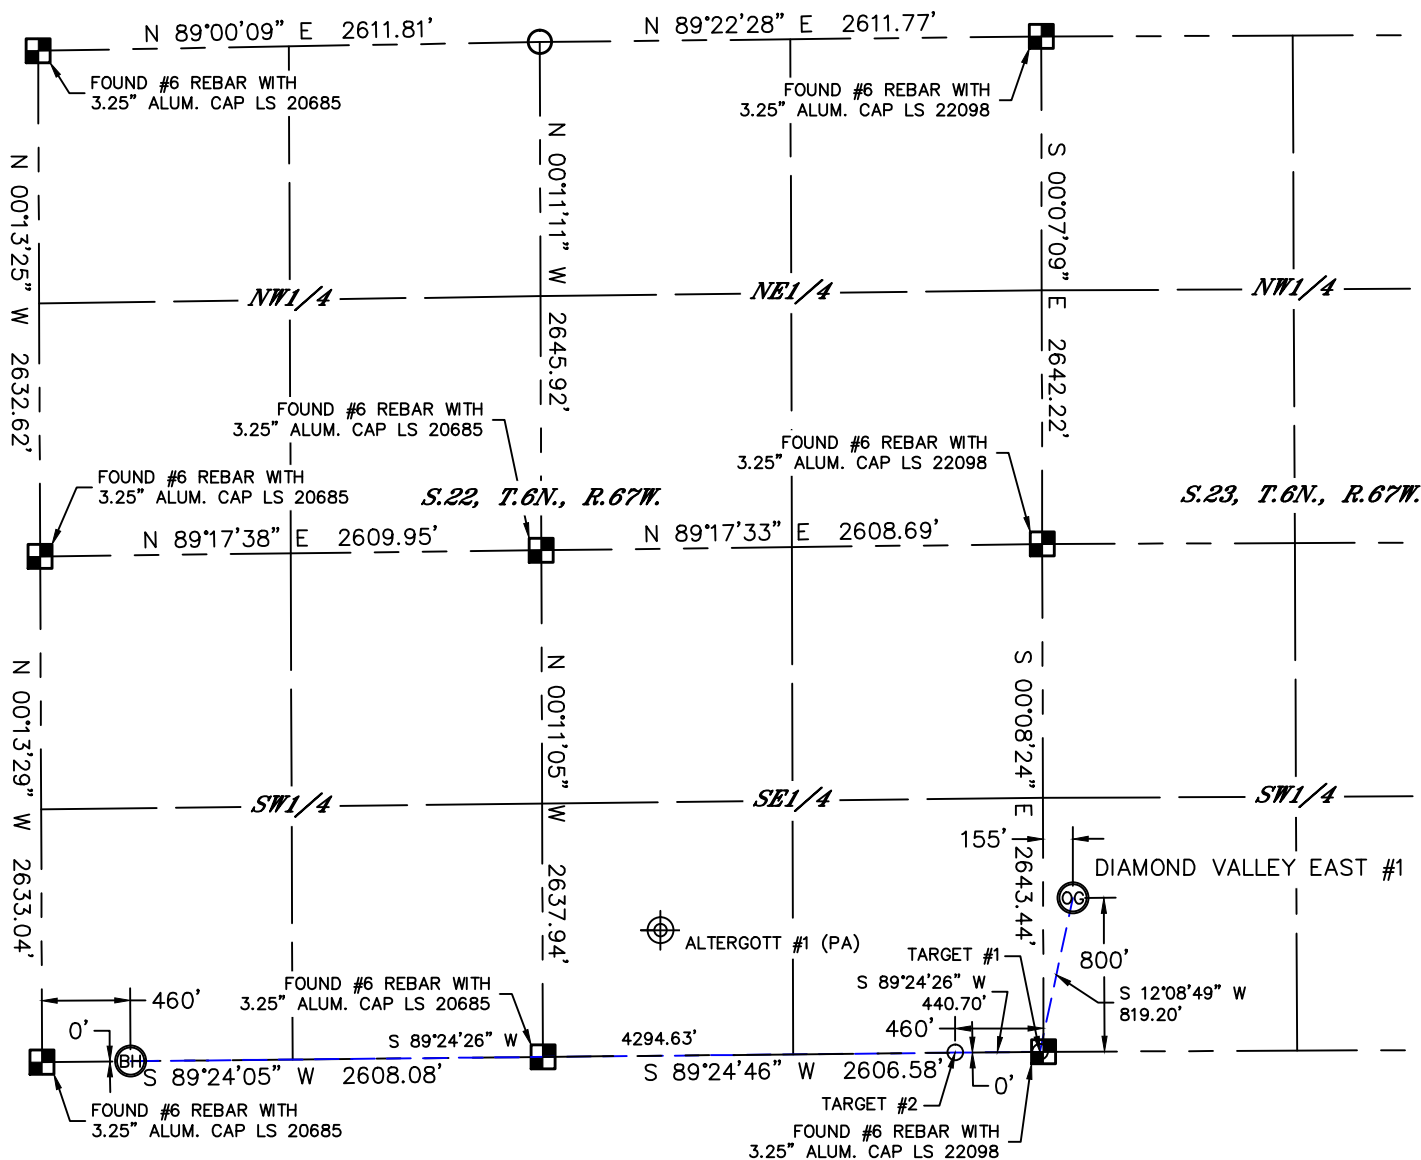 N 89°00'09" E 2611.81'
N 89°22'28" E 2611.77'
FOUND #6 REBAR WITH
3.25" ALUM. CAP LS 20685
FOUND #6 REBAR WITH
3.25" ALUM. CAP LS 22098
N 00°13'25" W 2632.62'
N 00°11'11" W 2645.92'
S 00°07'09" E 2642.22'
NW1/4
NE1/4
NW1/4
FOUND #6 REBAR WITH
3.25" ALUM. CAP LS 20685
FOUND #6 REBAR WITH
3.25" ALUM. CAP LS 22098
FOUND #6 REBAR WITH
3.25" ALUM. CAP LS 20685
S.22, T.6N., R.67W.
S.23, T.6N., R.67W.
N 89°17'38" E 2609.95'
N 89°17'33" E 2608.69'
N 00°13'29" W 2633.04'
N 00°11'05" W 2637.94'
S 00°08'24" E 2643.44'
SW1/4
SE1/4
SW1/4
155'
DIAMOND VALLEY EAST #1
OG
ALTERGOTT #1 (PA)
TARGET #1
800'
S 89°24'26" W
440.70'
S 12°08'49" W
819.20'
FOUND #6 REBAR WITH
3.25" ALUM. CAP LS 20685
460'
0'
460'
S 89°24'26" W 4294.63'
BH
S 89°24'05" W 2608.08'
S 89°24'46" W 2606.58'
0'
TARGET #2
FOUND #6 REBAR WITH
3.25" ALUM. CAP LS 20685
FOUND #6 REBAR WITH
3.25" ALUM. CAP LS 22098